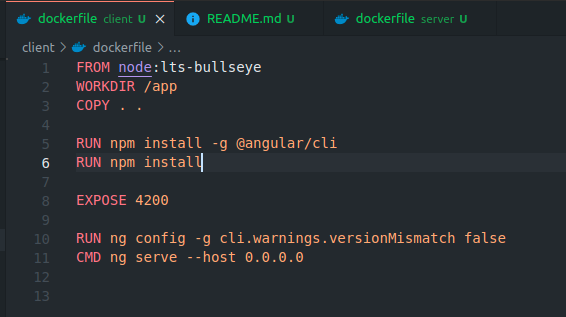 dockerfile client U × README.md U dockerfile server U
client > dockerfile > ...
1 FROM node:lts-bullseye
2 WORKDIR /app
3 COPY . .
4
5 RUN npm install -g @angular/cli
6 RUN npm install
7
8 EXPOSE 4200
9
10 RUN ng config -g cli.warnings.versionMismatch false
11 CMD ng serve --host 0.0.0.0
12
13